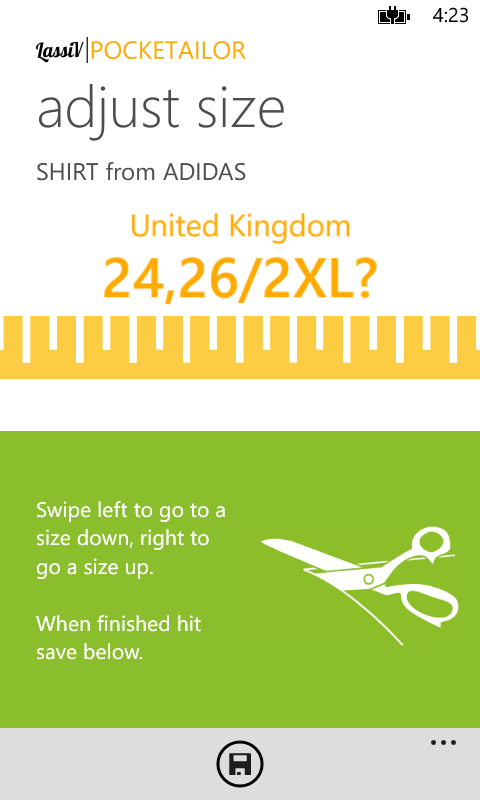 4:23
LassiV|POCKETAILOR
adjust size
SHIRT from ADIDAS
United Kingdom
24,26/2XL?
Swipe left to go to a
size down, right to
go a size up.
When finished hit
save below.